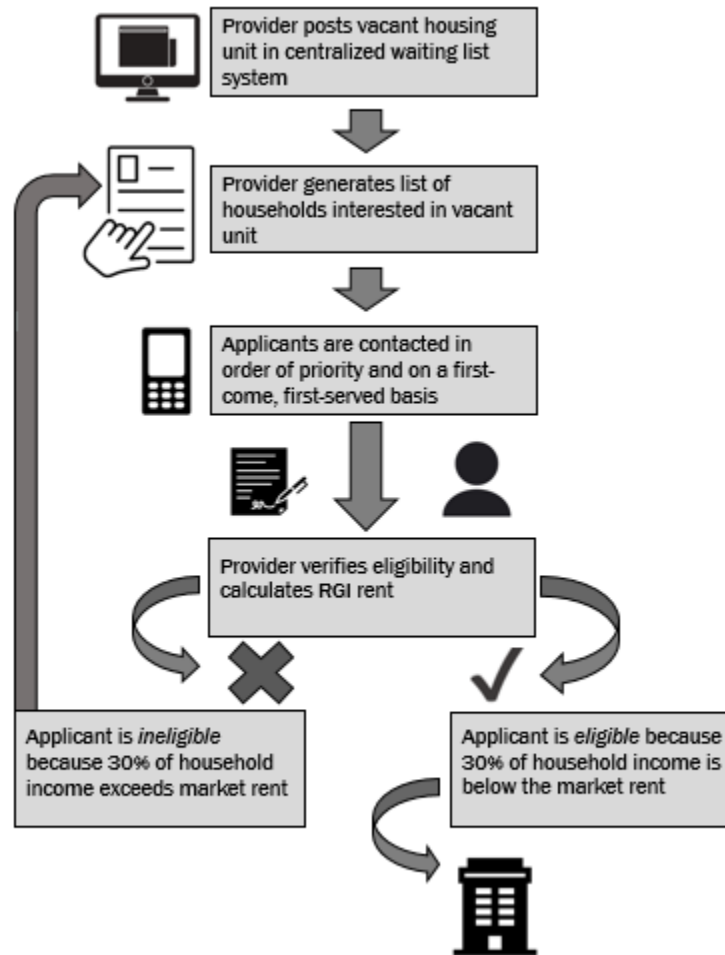 Provider posts vacant housing
unit in centralized waiting list
system
Provider generates list of
households interested in vacant
unit
Applicants are contacted in
order of priority and on a first-
come, first-served basis
Provider verifies eligibility and
calculates RGI rent
Applicant is ineligible
because 30% of household
income exceeds market rent
Applicant is eligible because
30% of household income is
below the market rent